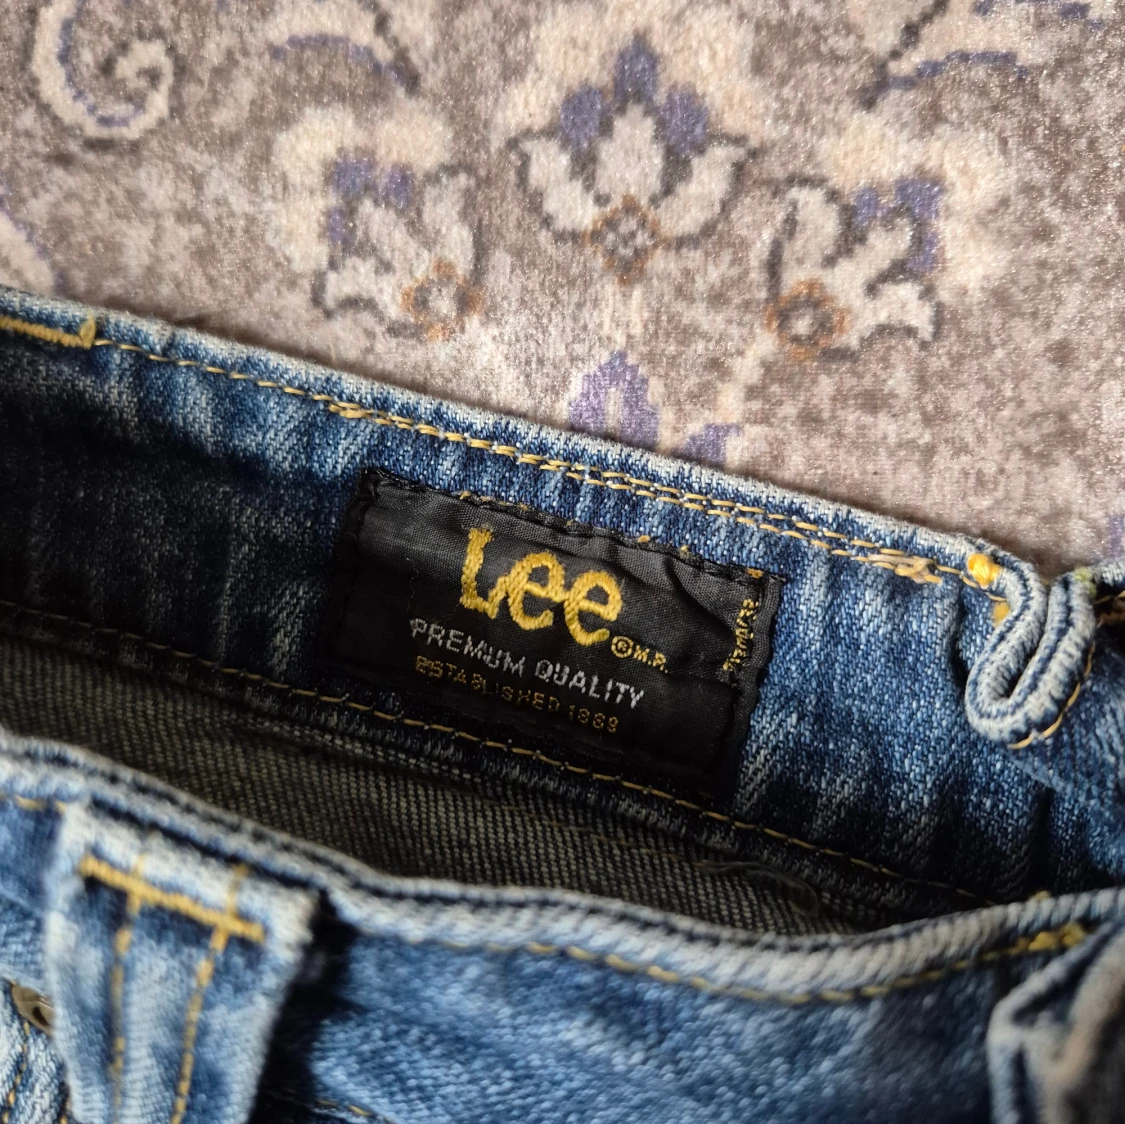 Lee ® M.R.
PREMIUM QUALITY
ESTABLISHED 1889